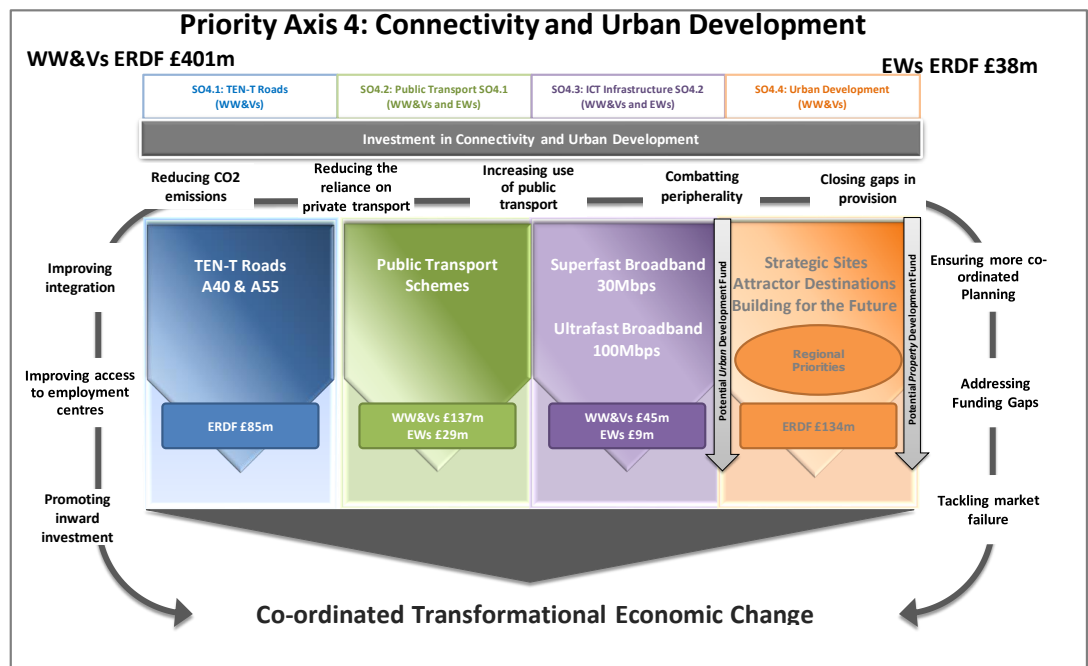 Priority Axis 4: Connectivity and Urban Development
WW&Vs ERDF £401m
EWs ERDF £38m
SO4.1: TEN-T Roads
(WW&Vs)
SO4.2: Public Transport SO4.1
(WW&Vs and EWs)
SO4.3: ICT Infrastructure SO4.2
(WW&Vs and EWs)
SO4.4: Urban Development
(WW&Vs)
Investment in Connectivity and Urban Development
Reducing CO2
emissions
Reducing the
reliance on
private transport
Increasing use
of public
transport
Combatting
peripherality
Closing gaps in
provision
Improving
integration
Improving access
to employment
centres
Promoting
inward
investment
TEN-T Roads
A40 & A55
ERDF £85m
Public Transport
Schemes
WW&Vs £137m
EWs £29m
Superfast Broadband
30Mbps
Ultrafast Broadband
100Mbps
WW&Vs £45m
EWs £9m
Potential Urban Development Fund
Strategic Sites
Attractor Destinations
Building for the Future
Regional
Priorities
ERDF £134m
Potential Property Development Fund
Ensuring more co-
ordinated
Planning
Addressing
Funding Gaps
Tackling market
failure
Co-ordinated Transformational Economic Change